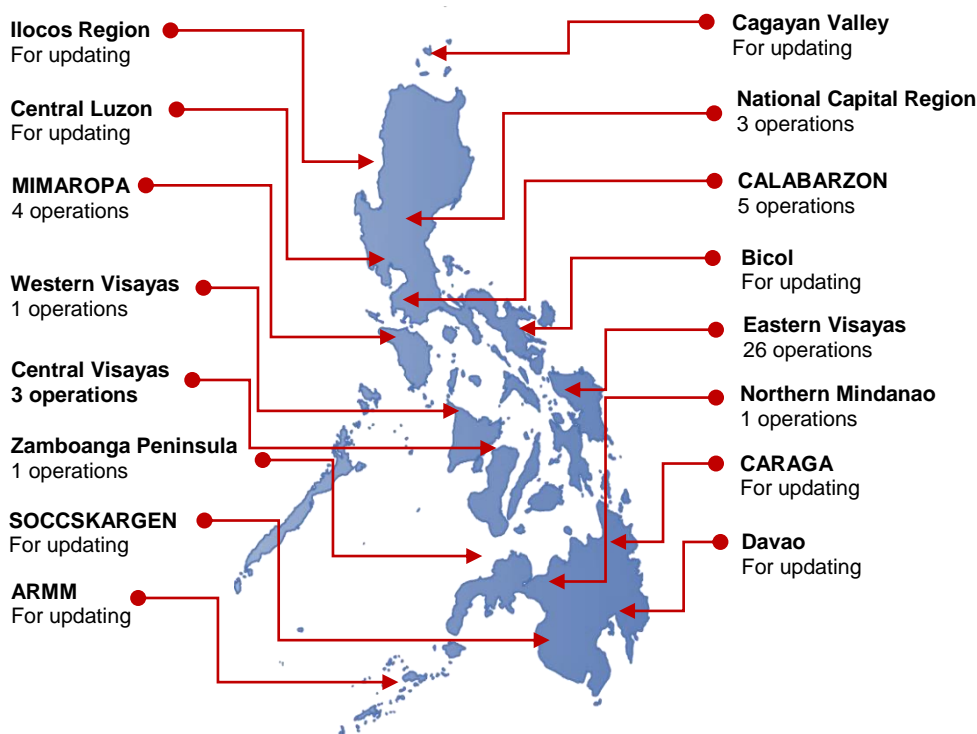 Ilocos Region
For updating
Central Luzon
For updating
MIMAROPA
4 operations
Western Visayas
1 operations
Central Visayas
3 operations
Zamboanga Peninsula
1 operations
SOCCSKARGEN
For updating
ARMM
For updating
Cagayan Valley
For updating
National Capital Region
3 operations
CALABARZON
5 operations
Bicol
For updating
Eastern Visayas
26 operations
Northern Mindanao
1 operations
CARAGA
For updating
Davao
For updating